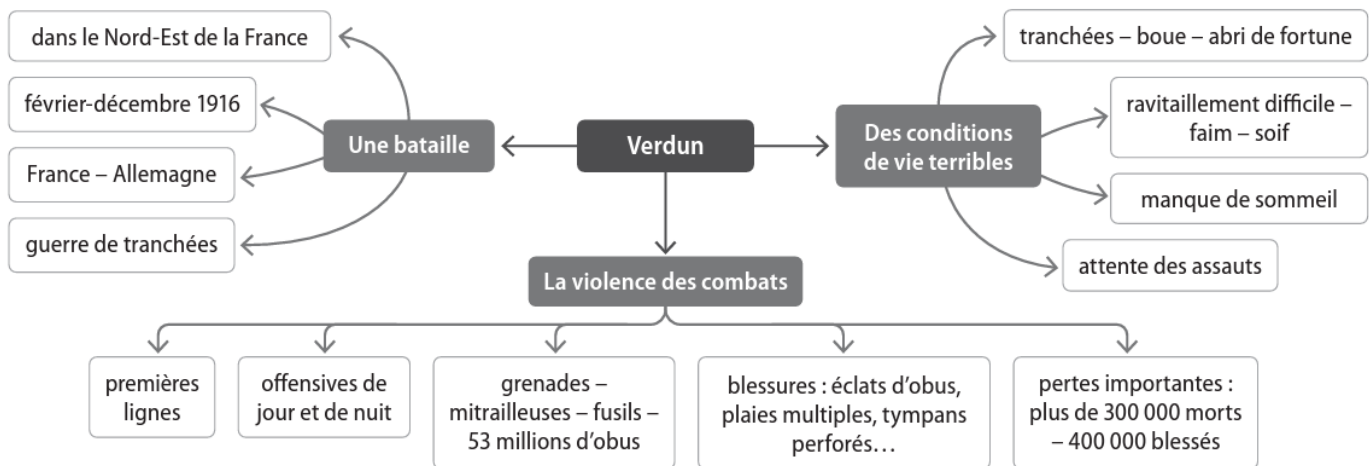 Verdun
Une bataille
dans le Nord-Est de la France
février-décembre 1916
France – Allemagne
guerre de tranchées
Des conditions
de vie terribles
tranchées – boue – abri de fortune
ravitaillement difficile –
faim – soif
manque de sommeil
attente des assauts
La violence des combats
premières
lignes
offensives de
jour et de nuit
grenades –
mitrailleuses – fusils –
53 millions d’obus
blessures : éclats d’obus,
plaies multiples, tympans
perforés…
pertes importantes :
plus de 300 000 morts
– 400 000 blessés